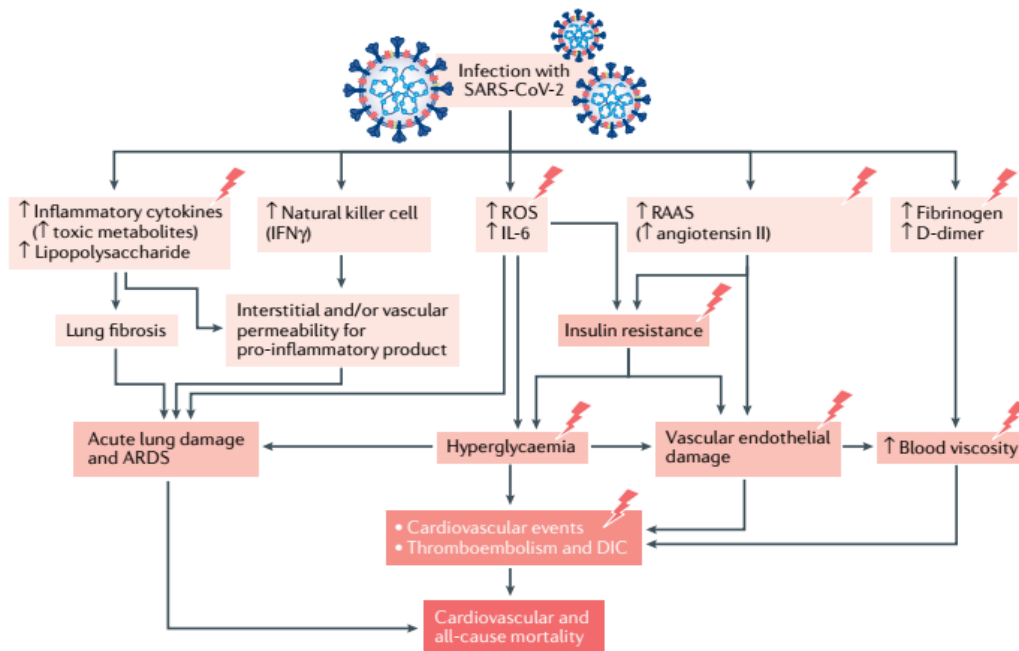 Infection with
SARS-CoV-2
↑ Inflammatory cytokines
(↑ toxic metabolites)
↑ Lipopolysaccharide
↑ Natural killer cell
(IFNγ)
↑ ROS
↑ IL-6
↑ RAAS
(↑ angiotensin II)
↑ Fibrinogen
↑ D-dimer
Lung fibrosis
Interstitial and/or vascular
permeability for
pro-inflammatory product
Insulin resistance
Acute lung damage
and ARDS
Hyperglycaemia
Vascular endothelial
damage
↑ Blood viscosity
• Cardiovascular events
• Thromboembolism and DIC
Cardiovascular and
all-cause mortality